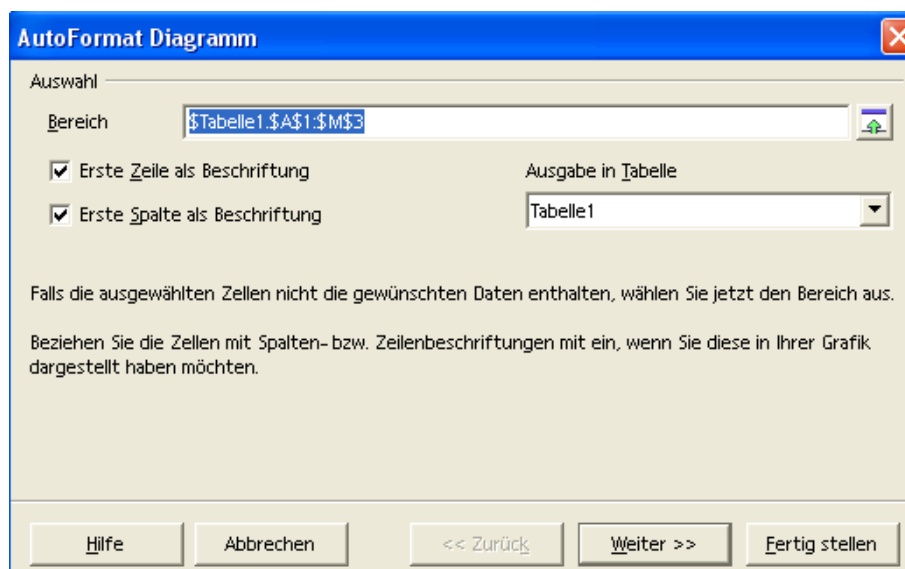 AutoFormat Diagramm
Auswahl
Bereich
$Tabelle1.$A$1:$M$3
Erste Zeile als Beschriftung
Ausgabe in Tabelle
Erste Spalte als Beschriftung
Tabelle1
Falls die ausgewählten Zellen nicht die gewünschten Daten enthalten, wählen Sie jetzt den Bereich aus.
Beziehen Sie die Zellen mit Spalten- bzw. Zeilenbeschriftungen mit ein, wenn Sie diese in Ihrer Grafik
dargestellt haben möchten.
Hilfe
Abbrechen
<< Zurück
Weiter >>
Fertig stellen